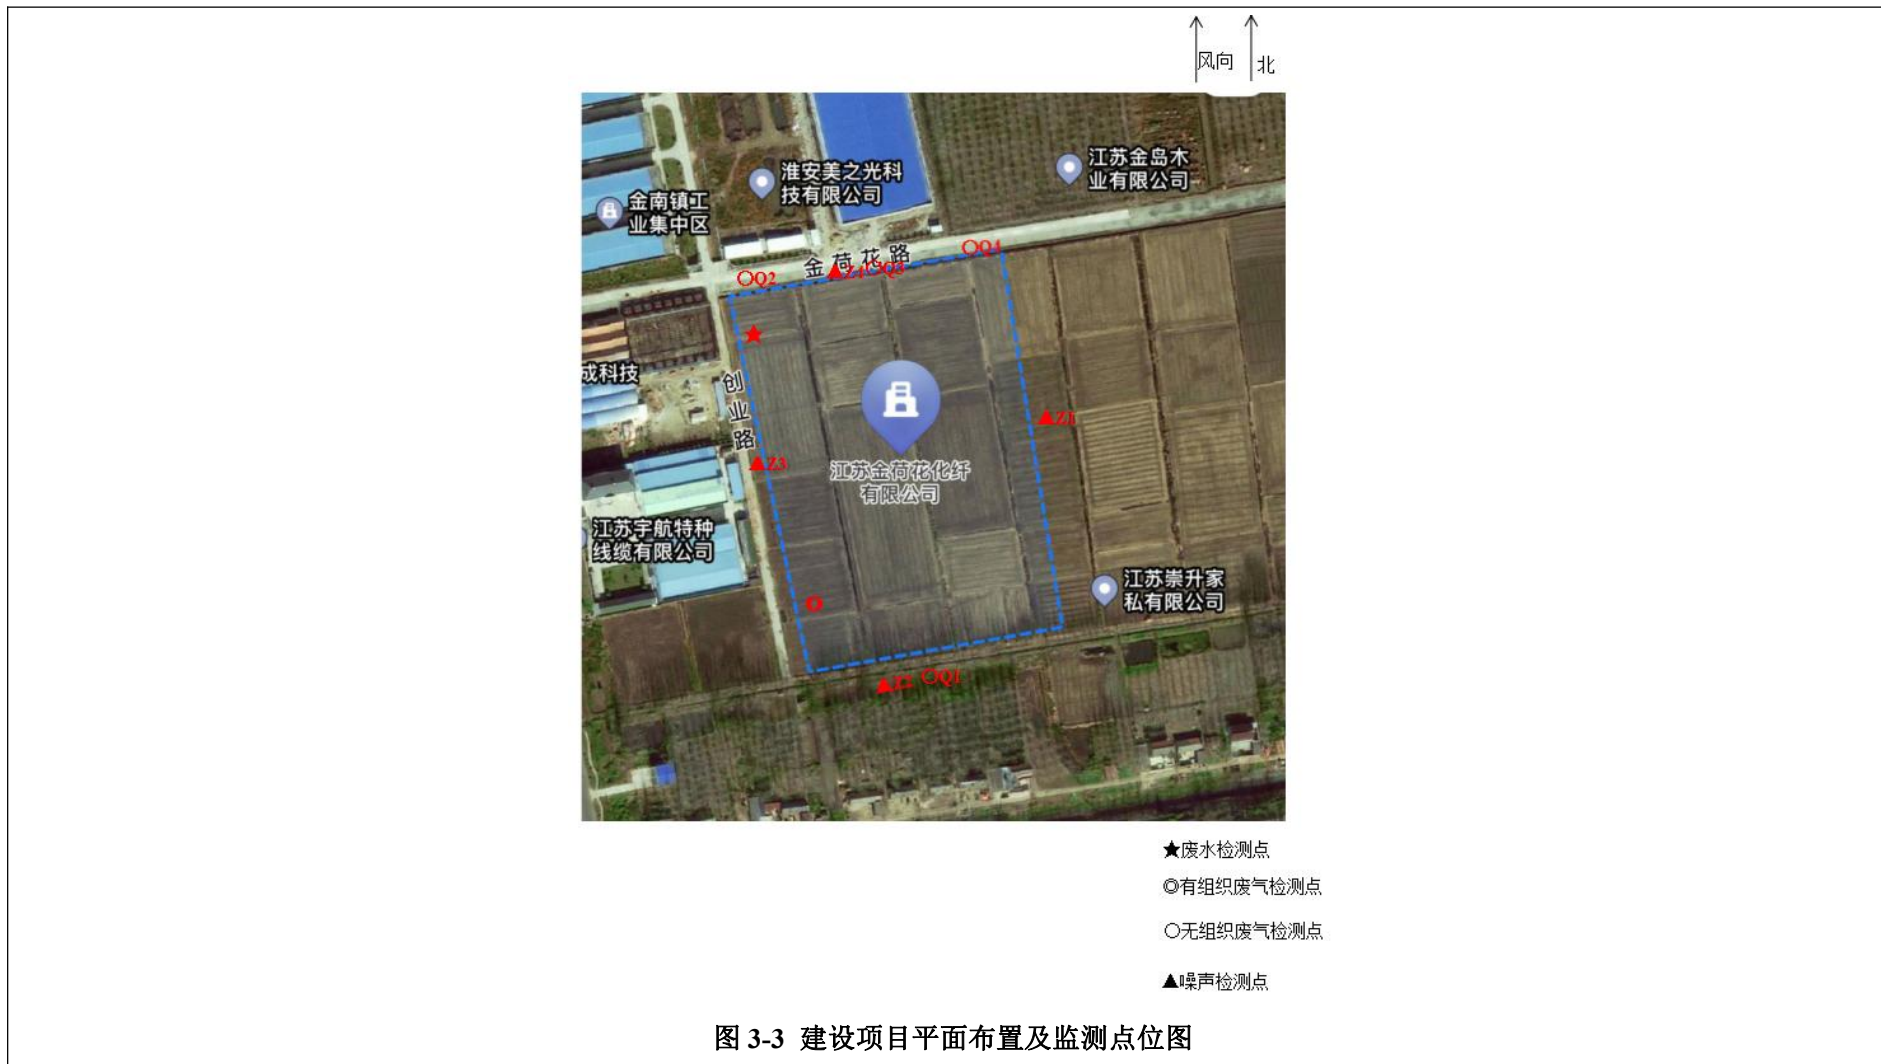 风向
北
淮安美之光科
技有限公司
江苏金岛木
业有限公司
金南镇工
业集中区
金荷花路
Q4
Q2
Z4
Q3
成科技
创业路
Z1
Z3
江苏金荷花化纤
有限公司
江苏宇航特种
线缆有限公司
江苏崇升家
私有限公司
Z2
Q1
★废水检测点
◎有组织废气检测点
○无组织废气检测点
▲噪声检测点
图 3-3 建设项目平面布置及监测点位图